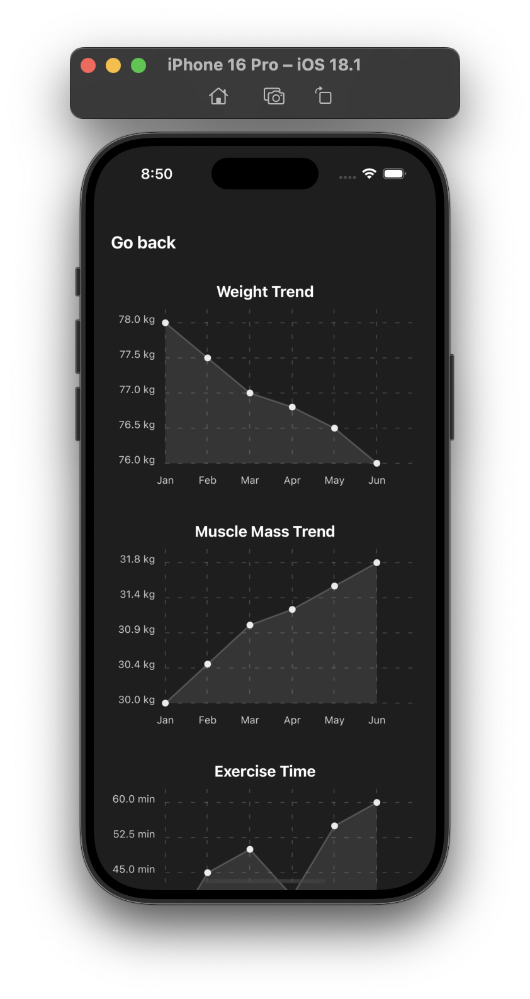 iPhone 16 Pro – iOS 18.1
8:50
Go back
Weight Trend
78.0 kg
77.5 kg
77.0 kg
76.5 kg
76.0 kg
Jan Feb Mar Apr May Jun
Muscle Mass Trend
31.8 kg
31.4 kg
30.9 kg
30.4 kg
30.0 kg
Jan Feb Mar Apr May Jun
Exercise Time
60.0 min
52.5 min
45.0 min